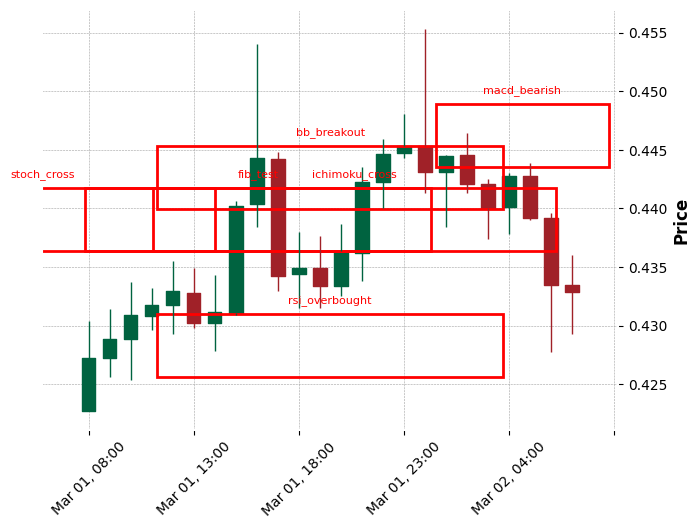 0.455
macd_bearish
0.450
bb_breakout
0.445
stoch_cross
ichimoku_cross
0.440
Price
0.435
rsi_overbought
0.430
0.425
Mar 01, 08:00
Mar 01, 13:00
Mar 01, 18:00
Mar 01, 23:00
Mar 02, 04:00